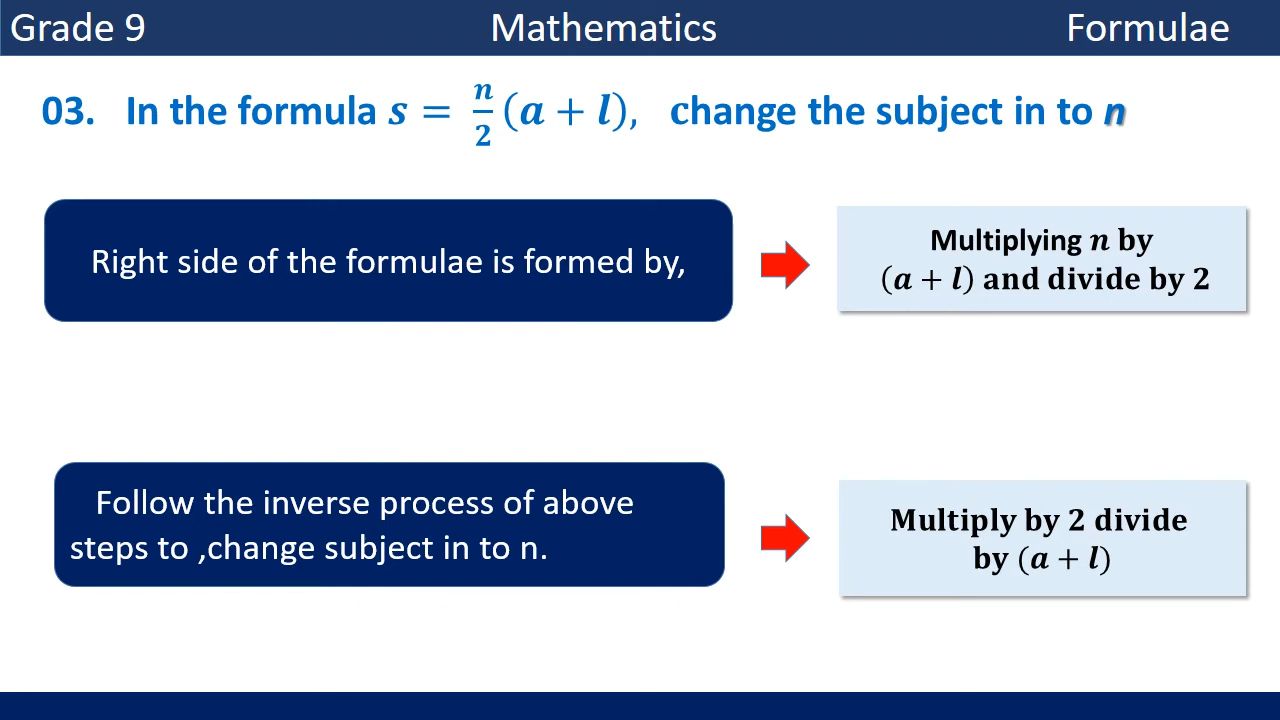 Grade 9 Mathematics Formulae
03. In the formula s = n/2 (a + l), change the subject in to n
Right side of the formulae is formed by,
Multiplying n by
(a + l) and divide by 2
Follow the inverse process of above
steps to ,change subject in to n.
Multiply by 2 divide
by (a + l)